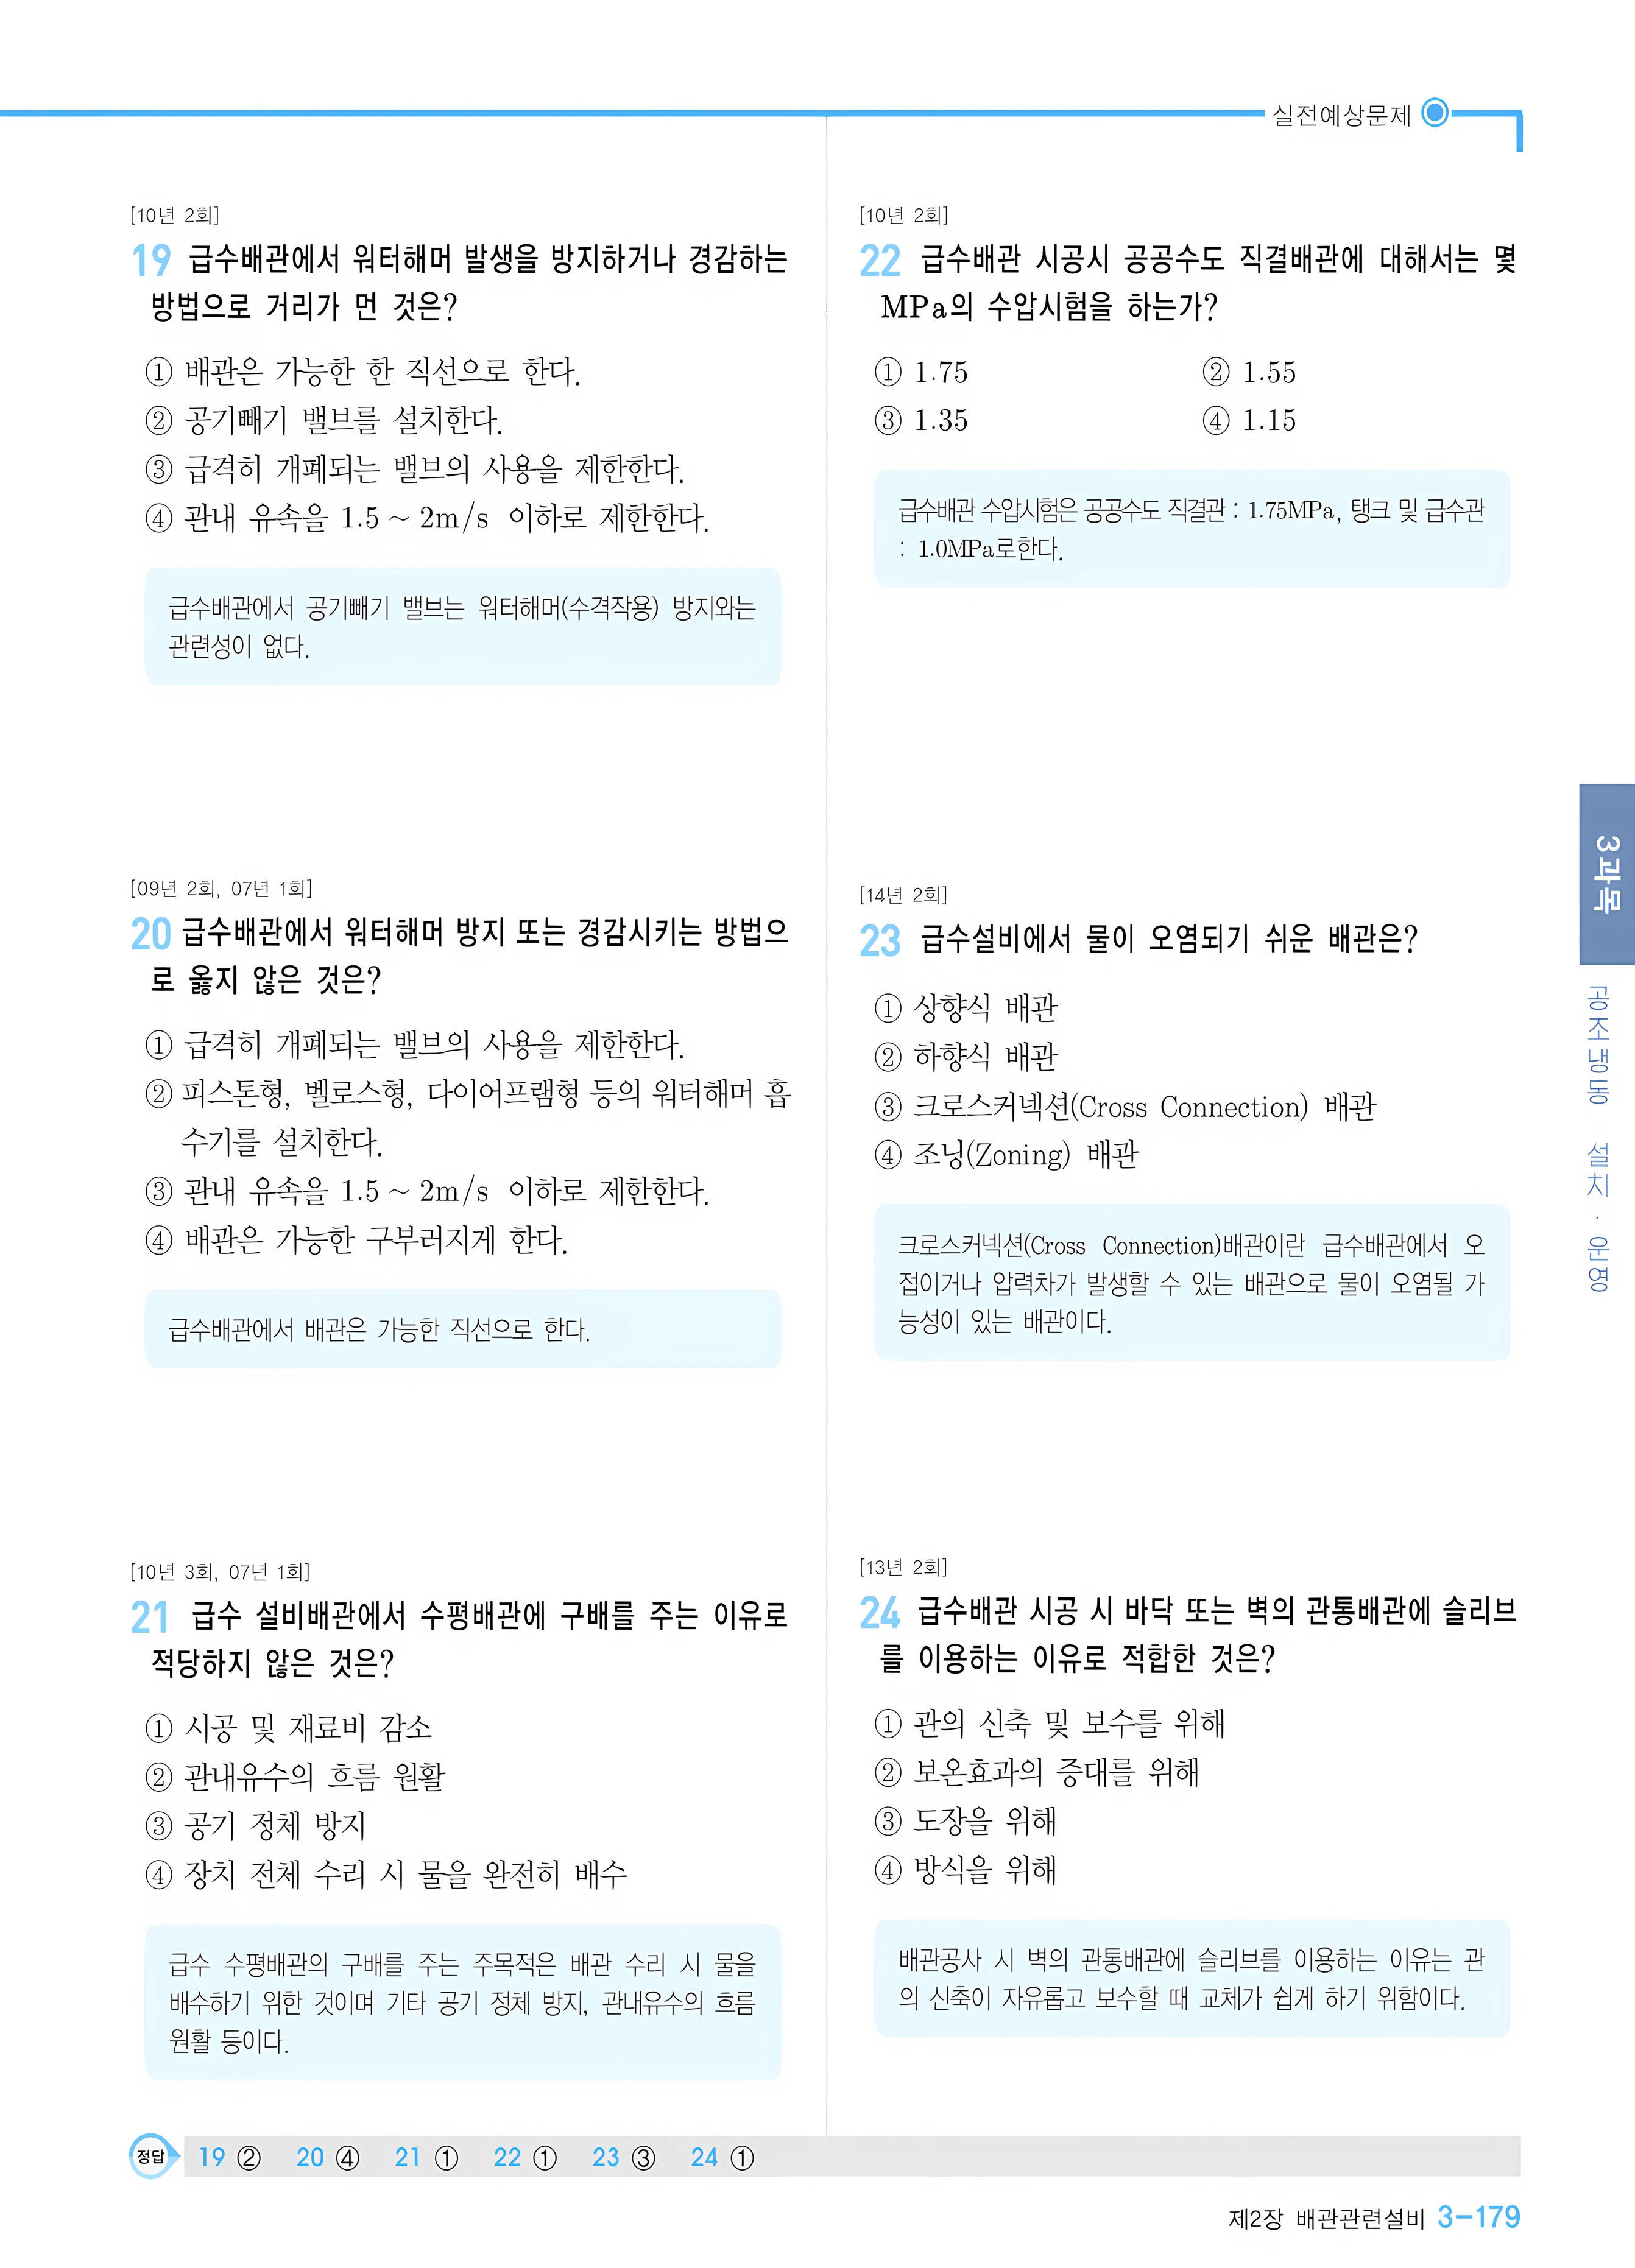 실전예상문제
[10년 2회]
19 급수배관에서 워터해머 발생을 방지하거나 경감하는
방법으로 거리가 먼 것은?
① 배관은 가능한 한 직선으로 한다.
② 공기빼기 밸브를 설치한다.
③ 급격히 개폐되는 밸브의 사용을 제한한다.
④ 관내 유속을 1.5 ~ 2m/s 이하로 제한한다.
급수배관에서 공기빼기 밸브는 워터해머(수격작용) 방지와는
관련성이 없다.
[09년 2회, 07년 1회]
20 급수배관에서 워터해머 방지 또는 경감시키는 방법으
로 옳지 않은 것은?
① 급격히 개폐되는 밸브의 사용을 제한한다.
② 피스톤형, 벨로스형, 다이어프램형 등의 워터해머 흡
수기를 설치한다.
③ 관내 유속을 1.5 ~ 2m/s 이하로 제한한다.
④ 배관은 가능한 구부러지게 한다.
급수배관에서 배관은 가능한 직선으로 한다.
[10년 3회, 07년 1회]
21 급수 설비배관에서 수평배관에 구배를 주는 이유로
적당하지 않은 것은?
① 시공 및 재료비 감소
② 관내유수의 흐름 원활
③ 공기 정체 방지
④ 장치 전체 수리 시 물을 완전히 배수
급수 수평배관의 구배를 주는 주목적은 배관 수리 시 물을
배수하기 위한 것이며 기타 공기 정체 방지, 관내유수의 흐름
원활 등이다.
[10년 2회]
22 급수배관 시공시 공공수도 직결배관에 대해서는 몇
MPa의 수압시험을 하는가?
① 1.75 ② 1.55
③ 1.35 ④ 1.15
급수배관 수압시험은 공공수도 직결관 : 1.75MPa, 탱크 및 급수관
: 1.0MPa로한다.
[14년 2회]
23 급수설비에서 물이 오염되기 쉬운 배관은?
① 상향식 배관
② 하향식 배관
③ 크로스커넥션(Cross Connection) 배관
④ 조닝(Zoning) 배관
크로스커넥션(Cross Connection)배관이란 급수배관에서 오
접이거나 압력차가 발생할 수 있는 배관으로 물이 오염될 가
능성이 있는 배관이다.
[13년 2회]
24 급수배관 시공 시 바닥 또는 벽의 관통배관에 슬리브
를 이용하는 이유로 적합한 것은?
① 관의 신축 및 보수를 위해
② 보온효과의 증대를 위해
③ 도장을 위해
④ 방식을 위해
배관공사 시 벽의 관통배관에 슬리브를 이용하는 이유는 관
의 신축이 자유롭고 보수할 때 교체가 쉽게 하기 위함이다.
3과목
공조냉동 설치·운영
정답 19 ② 20 ④ 21 ① 22 ① 23 ③ 24 ①
제2장 배관관련설비 3-179